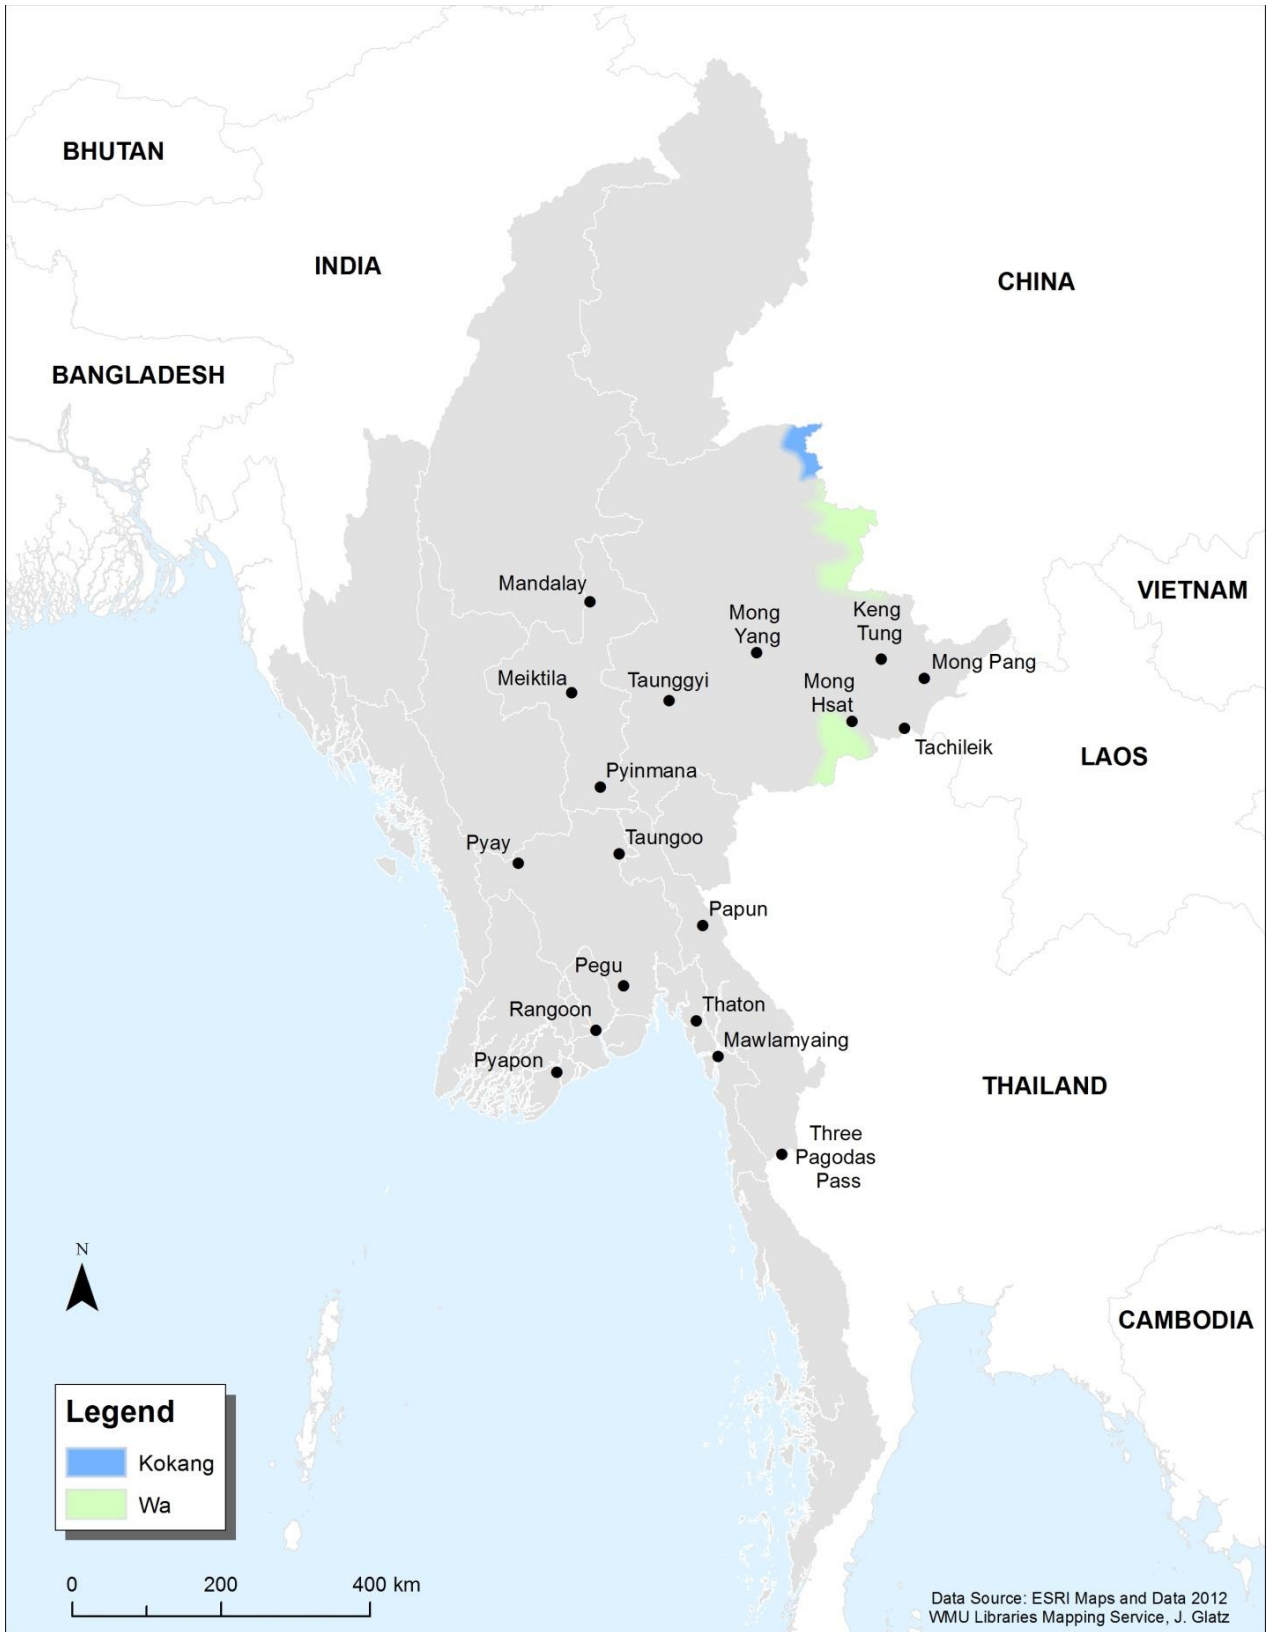 BHUTAN
INDIA
CHINA
BANGLADESH
VIETNAM
Mandalay
Mong
Yang
Keng
Tung
Mong Pang
Meiktila
Taunggyi
Mong
Hsat
Tachileik
LAOS
Pyinmana
Pyay
Taungoo
Papun
Pegu
Rangoon
Thaton
Mawlamyaing
Pyapon
THAILAND
Three
Pagodas
Pass
N
CAMBODIA
Legend
Kokang
Wa
0 200 400 km
Data Source: ESRI Maps and Data 2012
WMU Libraries Mapping Service, J. Glatz